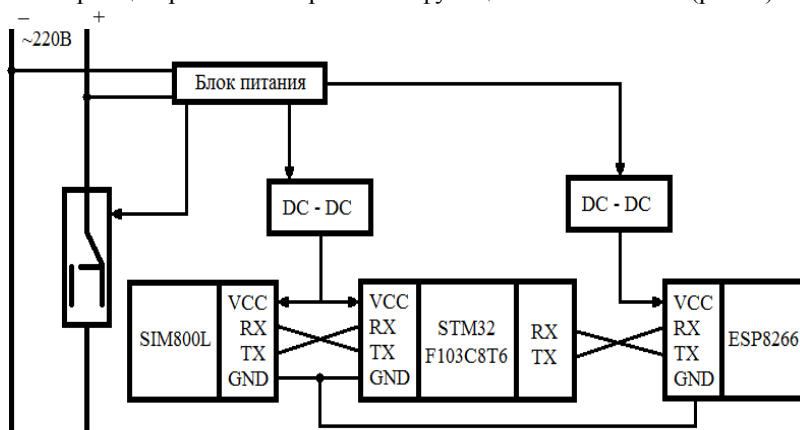 – +
~220В
Блок питания
DC - DC
DC - DC
SIM800L
VCC
RX
TX
GND
VCC
RX
TX
GND
STM32
F103C8T6
RX
TX
VCC
RX
TX
GND
ESP8266